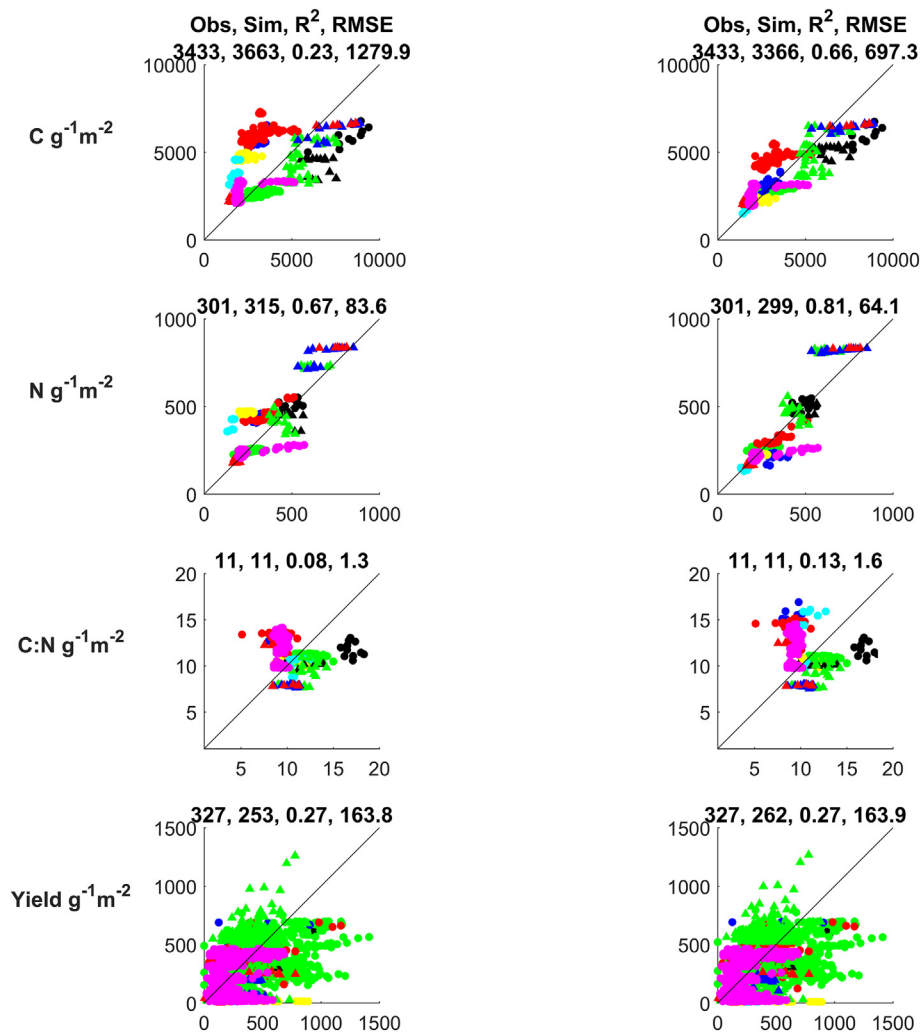 Obs, Sim, R², RMSE
3433, 3663, 0.23, 1279.9
Obs, Sim, R², RMSE
3433, 3366, 0.66, 697.3
C g⁻¹m⁻²
10000
5000
0
0 5000 10000
10000
5000
0
0 5000 10000
301, 315, 0.67, 83.6
301, 299, 0.81, 64.1
N g⁻¹m⁻²
1000
500
0
0 500 1000
1000
500
0
0 500 1000
11, 11, 0.08, 1.3
11, 11, 0.13, 1.6
C:N g⁻¹m⁻²
20
15
10
5
5 10 15 20
20
15
10
5
5 10 15 20
327, 253, 0.27, 163.8
327, 262, 0.27, 163.9
Yield g⁻¹m⁻²
1500
1000
500
0
0 500 1000 1500
1500
1000
500
0
0 500 1000 1500